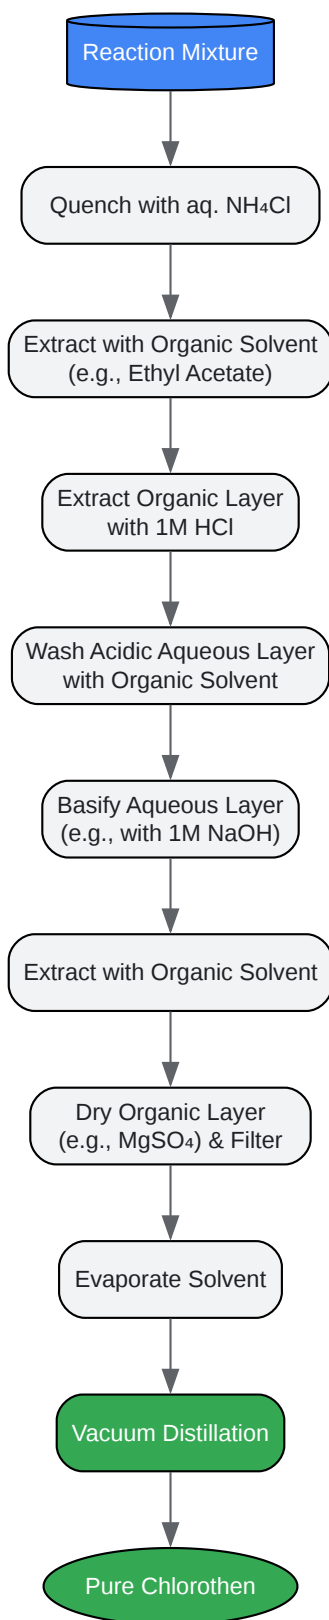 Reaction Mixture
Quench with aq. NH₄Cl
Extract with Organic Solvent
(e.g., Ethyl Acetate)
Extract Organic Layer
with 1M HCl
Wash Acidic Aqueous Layer
with Organic Solvent
Basify Aqueous Layer
(e.g., with 1M NaOH)
Extract with Organic Solvent
Dry Organic Layer
(e.g., MgSO₄) & Filter
Evaporate Solvent
Vacuum Distillation
Pure Chlorothen